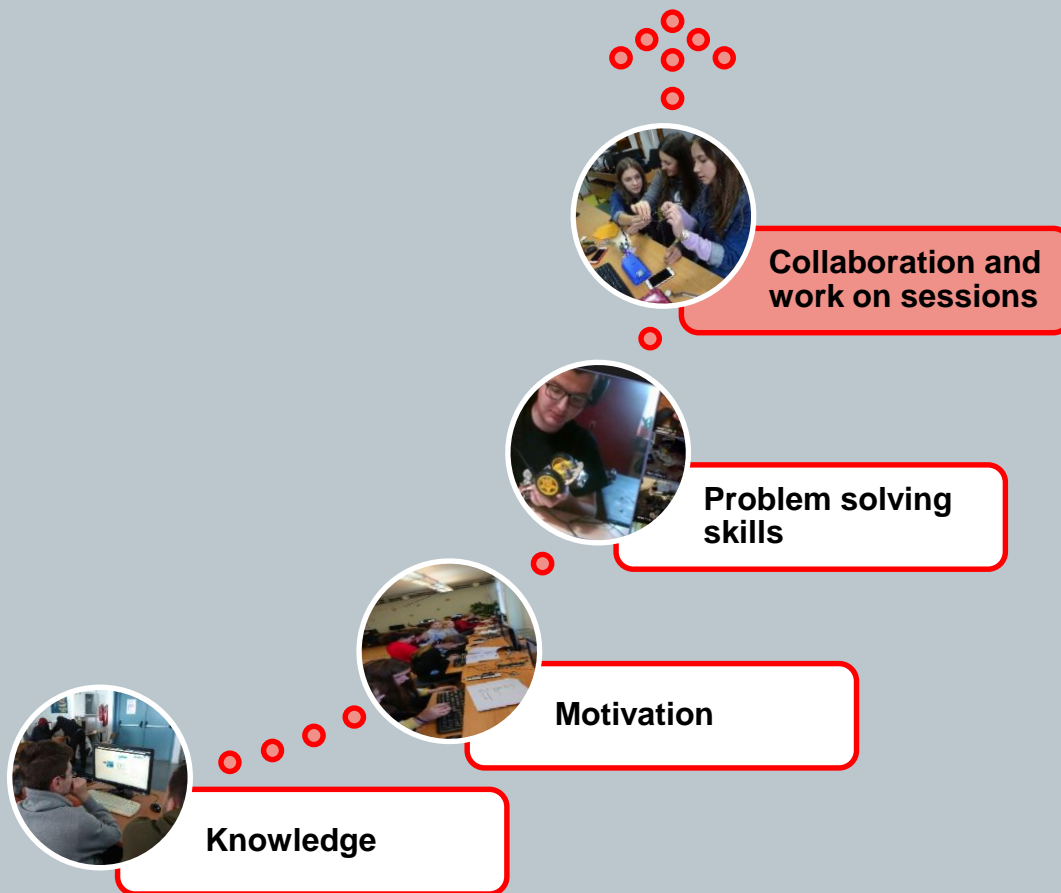 Collaboration and
work on sessions
Problem solving
skills
Motivation
Knowledge